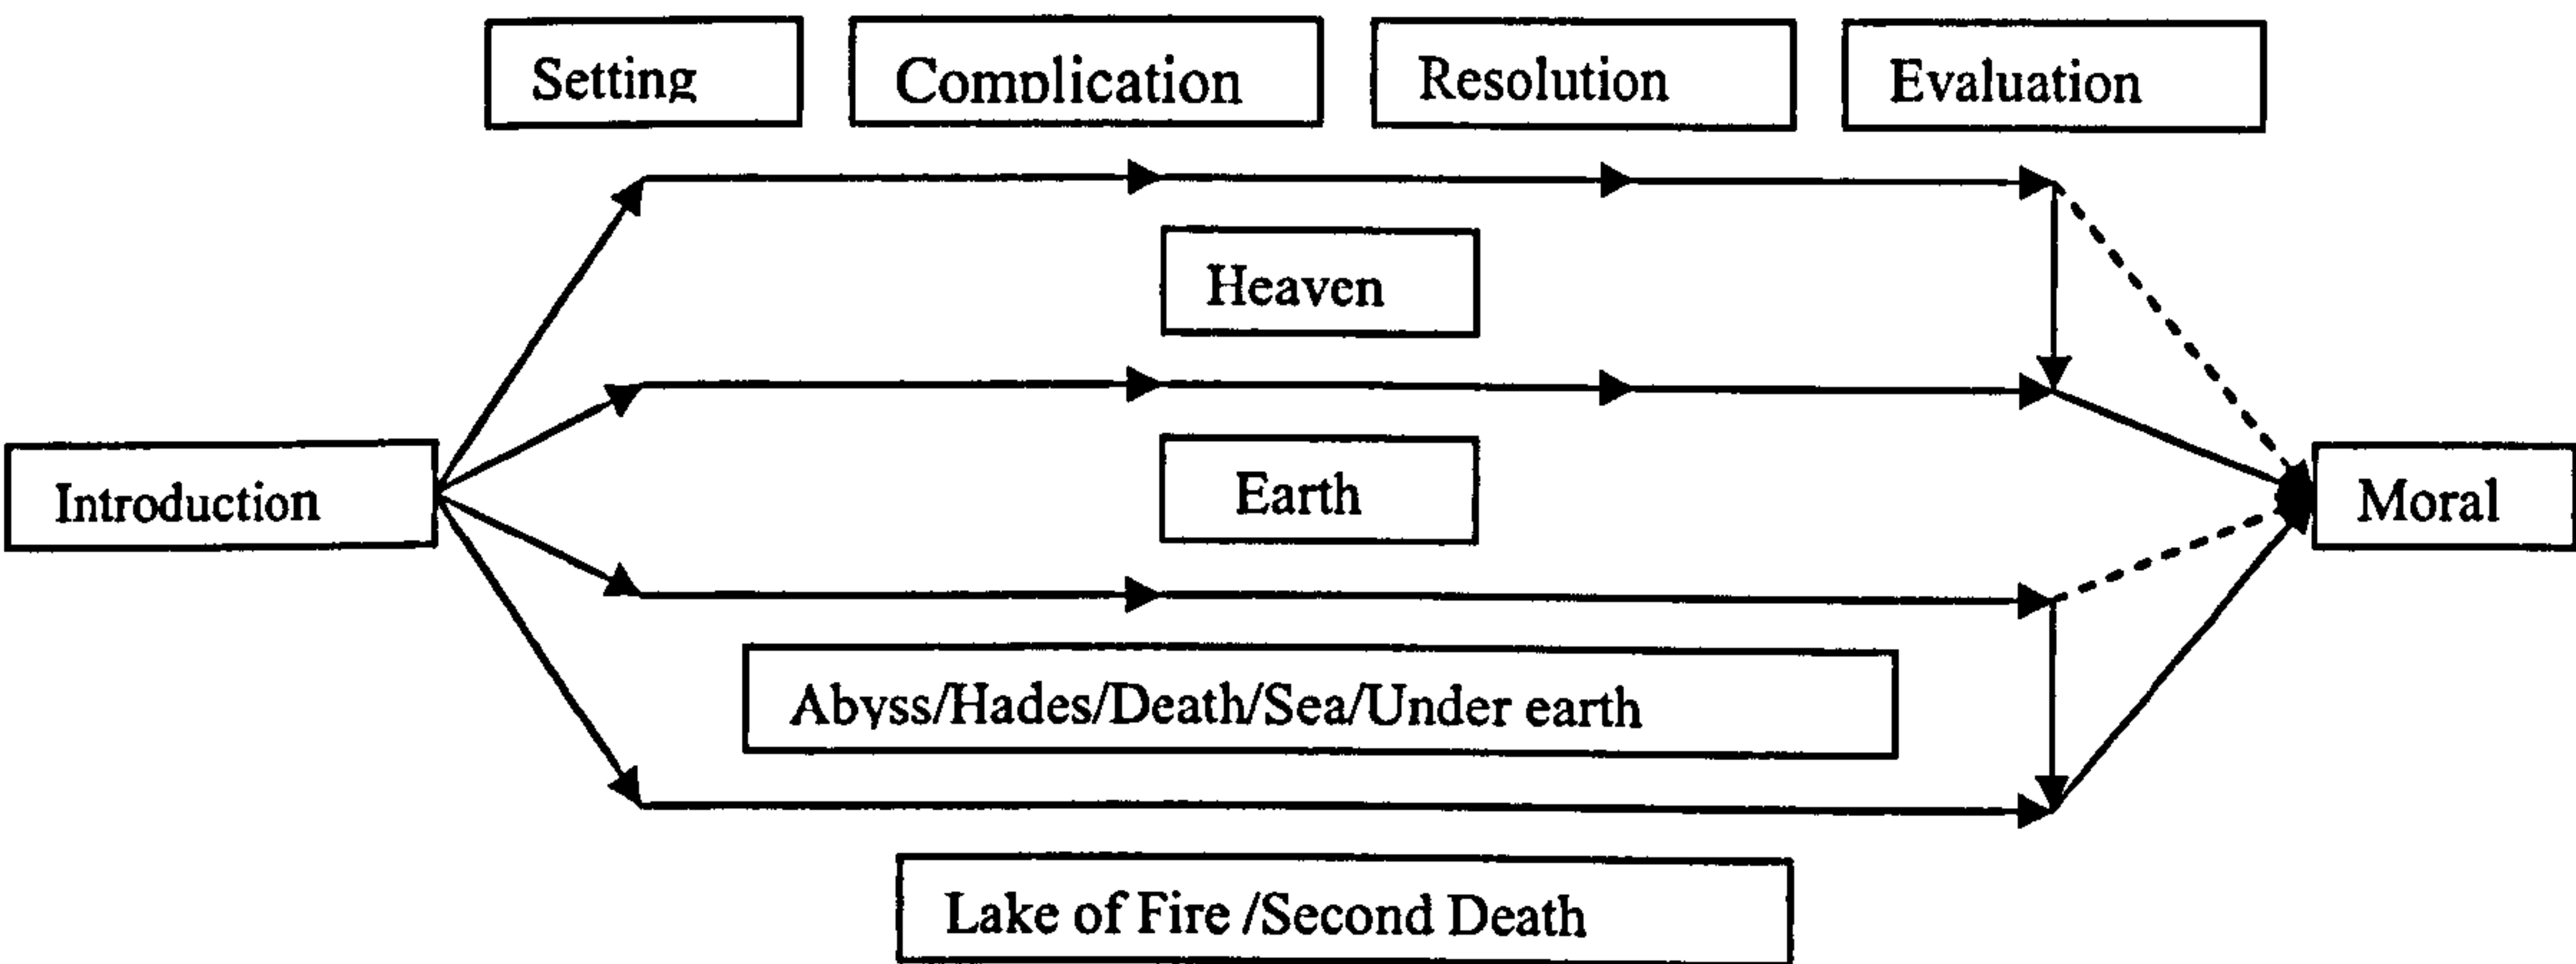 Setting
Complication
Resolution
Evaluation
Heaven
Earth
Introduction
Moral
Abyss/Hades/Death/Sea/Under earth
Lake of Fire /Second Death